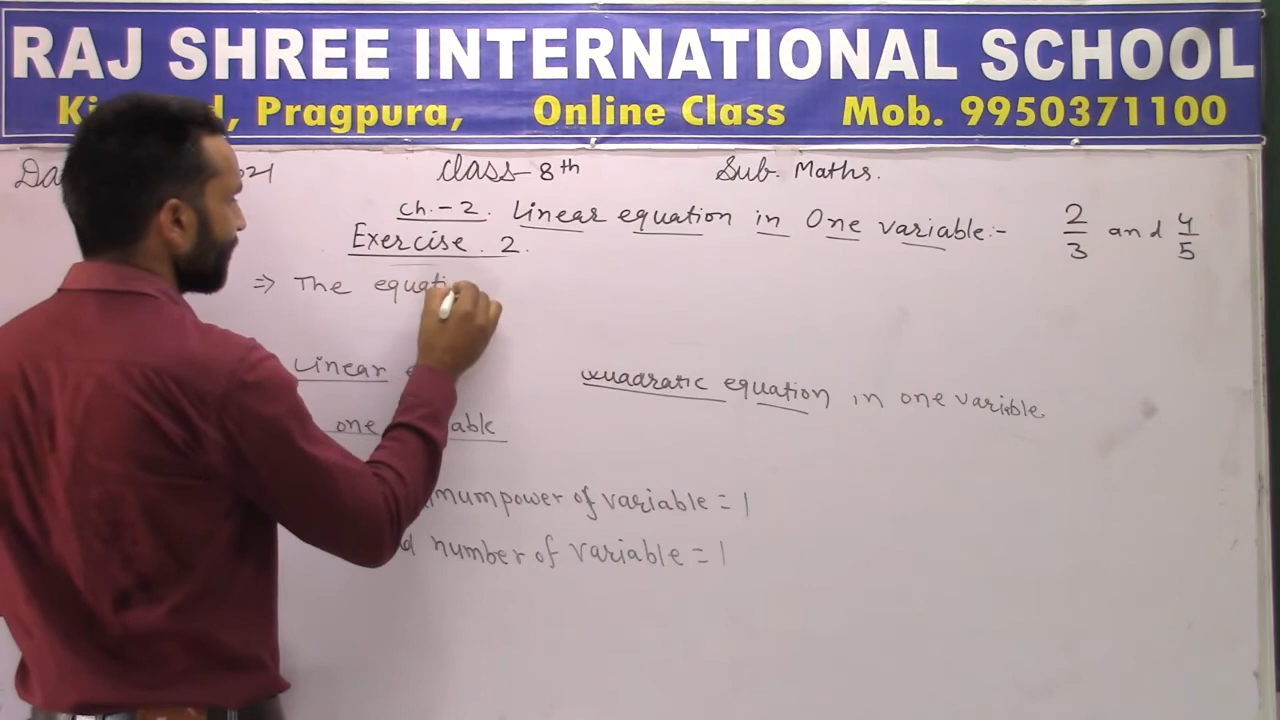 RAJ SHREE INTERNATIONAL SCHOOL
Pragpura, Online Class Mob. 9950371100
Class- 8th Sub. Maths.
Ch.- 2. Linear equation in One variable:- 2/3 and 4/5
Exercise. 2.
⇒ The equati
Linear quadratic equation in one variable
one able
mum power of variable = 1
number of variable = 1